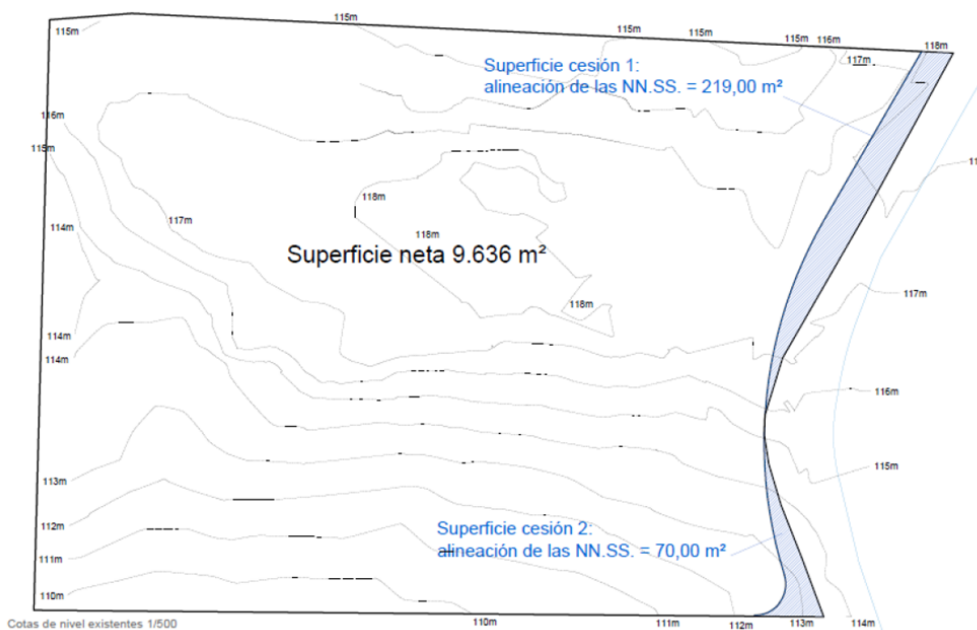 115m
115m
115m
115m
115m
116m
118m
117m
Superficie cesión 1:
alineación de las NN.SS. = 219,00 m²
116m
115m
118m
117m
114m
118m
Superficie neta 9.636 m²
117m
118m
114m
114m
116m
115m
113m
112m
Superficie cesión 2:
alineación de las NN.SS. = 70,00 m²
111m
110m
Cotas de nivel existentes 1/500
110m
111m
112m
113m
114m